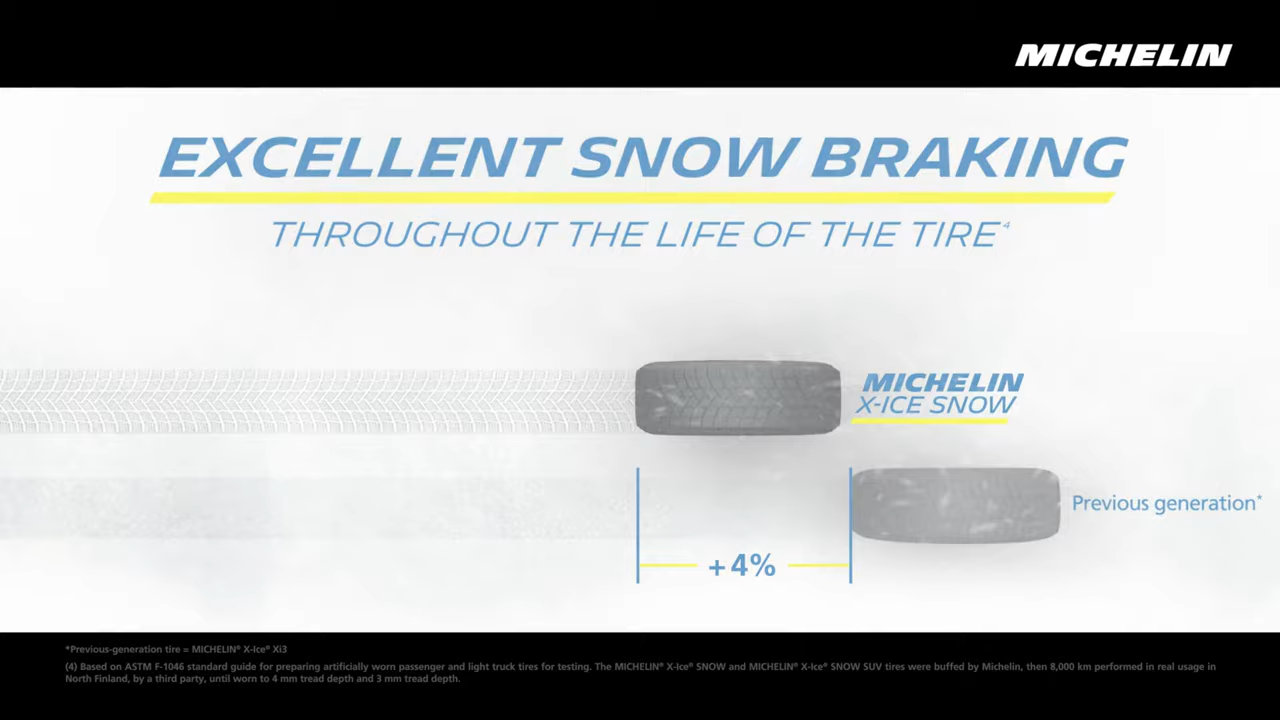 MICHELIN
EXCELLENT SNOW BRAKING
THROUGHOUT THE LIFE OF THE TIRE⁴
MICHELIN
X-ICE SNOW
Previous generation*
+4%
*Previous-generation tire = MICHELIN® X-Ice® Xi3
(4) Based on ASTM F-1046 standard guide for preparing artificially worn passenger and light truck tires for testing. The MICHELIN® X-Ice® SNOW and MICHELIN® X-Ice® SNOW SUV tires were buffed by Michelin, then 8,000 km performed in real usage in
North Finland, by a third party, until worn to 4 mm tread depth and 3 mm tread depth.